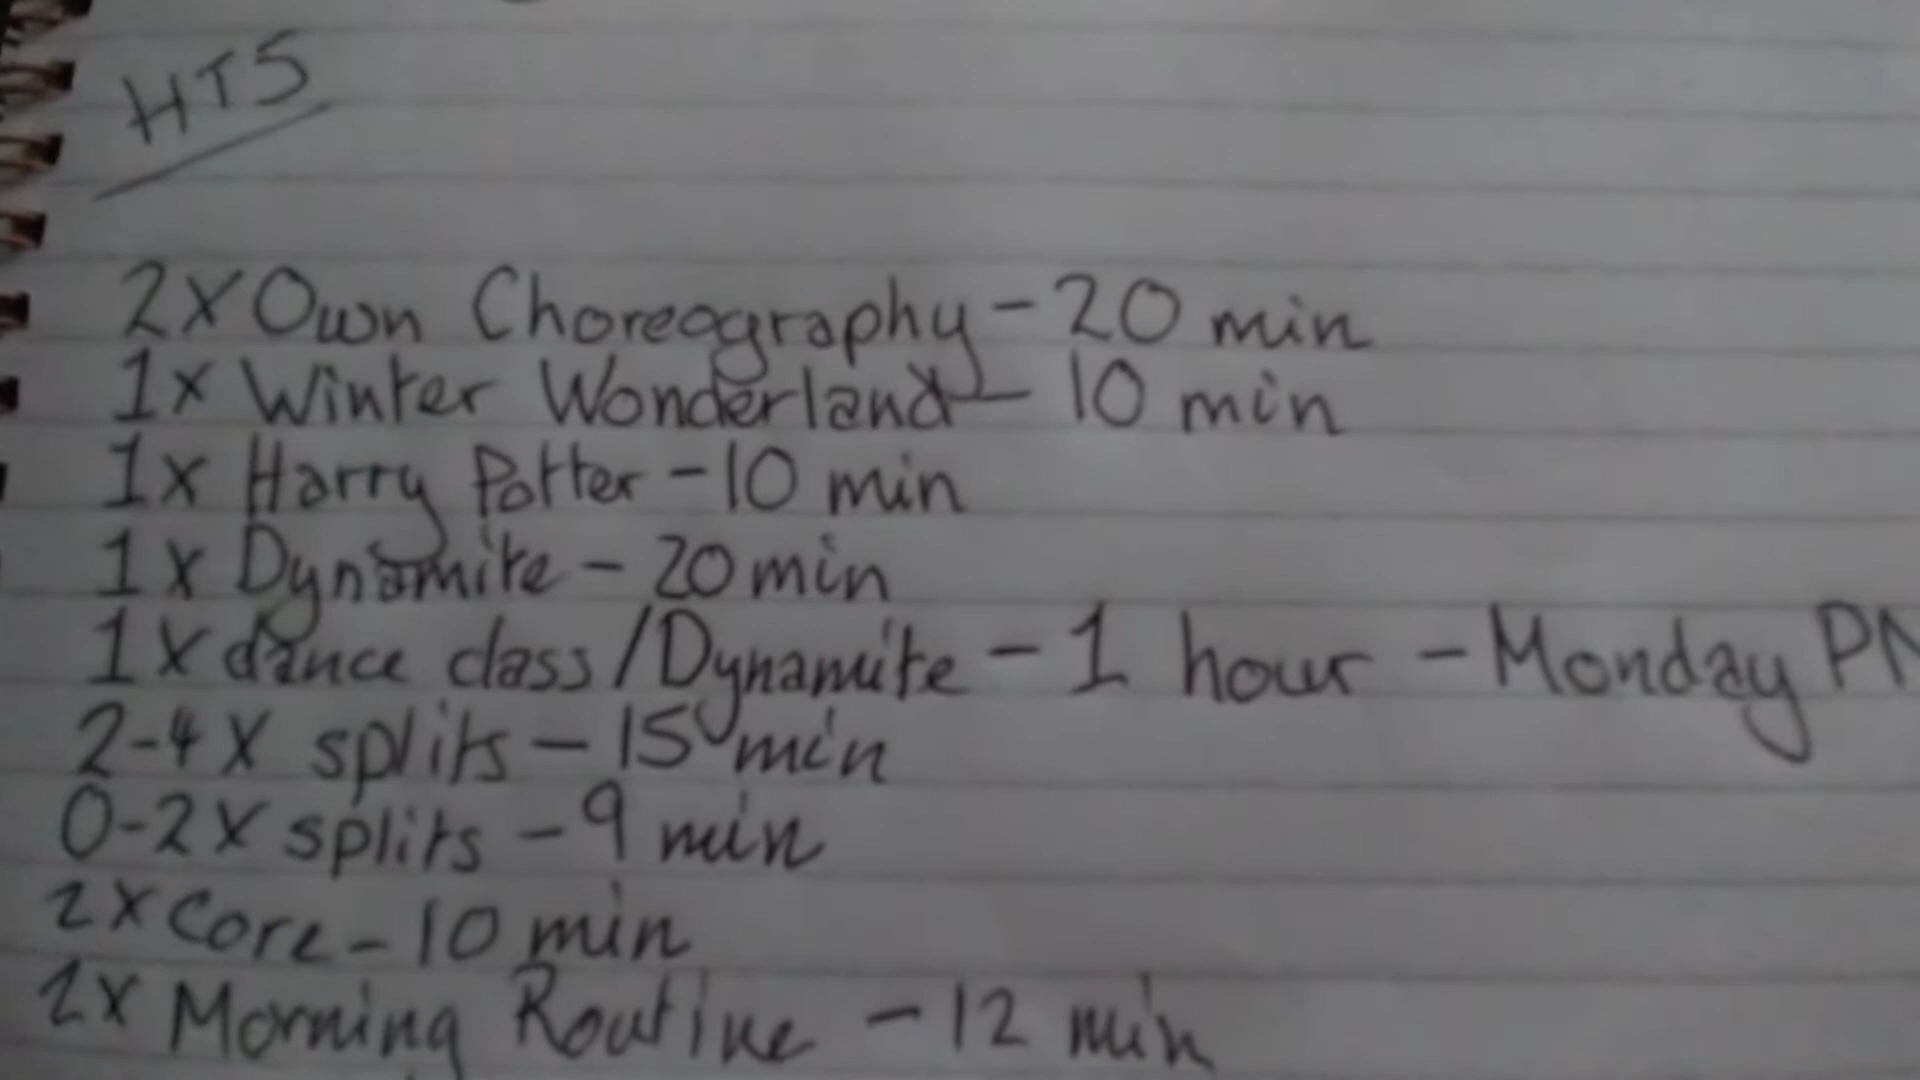 HT5
2x Own Choreography - 20 min
1x Winter Wonderland - 10 min
1x Harry Potter - 10 min
1x Dynamite - 20 min
1x dance class / Dynamite - 1 hour - Monday
2-4x splits - 15 min
0-2x splits - 9 min
2x Core - 10 min
2x Morning Routine - 12 min